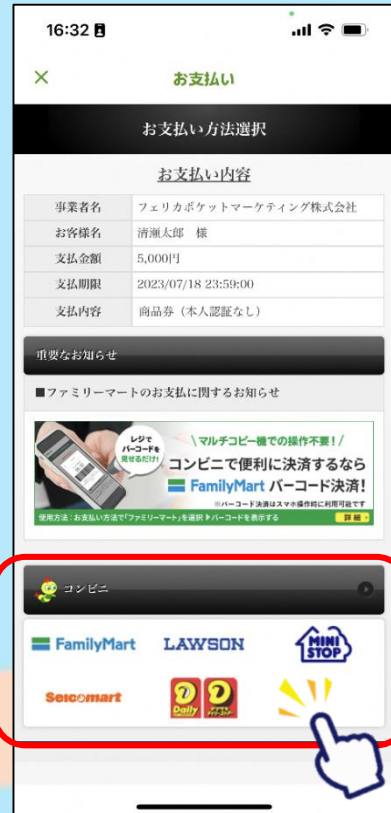 16:32
お支払い
お支払い方法選択
お支払い内容
事業者名 フェリカポケットマーケティング株式会社
お客様名 清瀬太郎 様
支払金額 5,000円
支払期限 2023/07/18 23:59:00
支払内容 商品券（本人認証なし）
重要なお知らせ
■ファミリーマートのお支払に関するお知らせ
レジで
バーコードを
見せるだけ!
\ マルチコピー機での操作不要! /
コンビニで便利に決済するなら
FamilyMart バーコード決済!
※バーコード決済はスマホ操作時に利用可能です
使用方法：お支払い方法で「ファミリーマート」を選択▶バーコードを表示する 詳細
コンビニ
FamilyMart LAWSON MINI STOP
Seicomart Daily